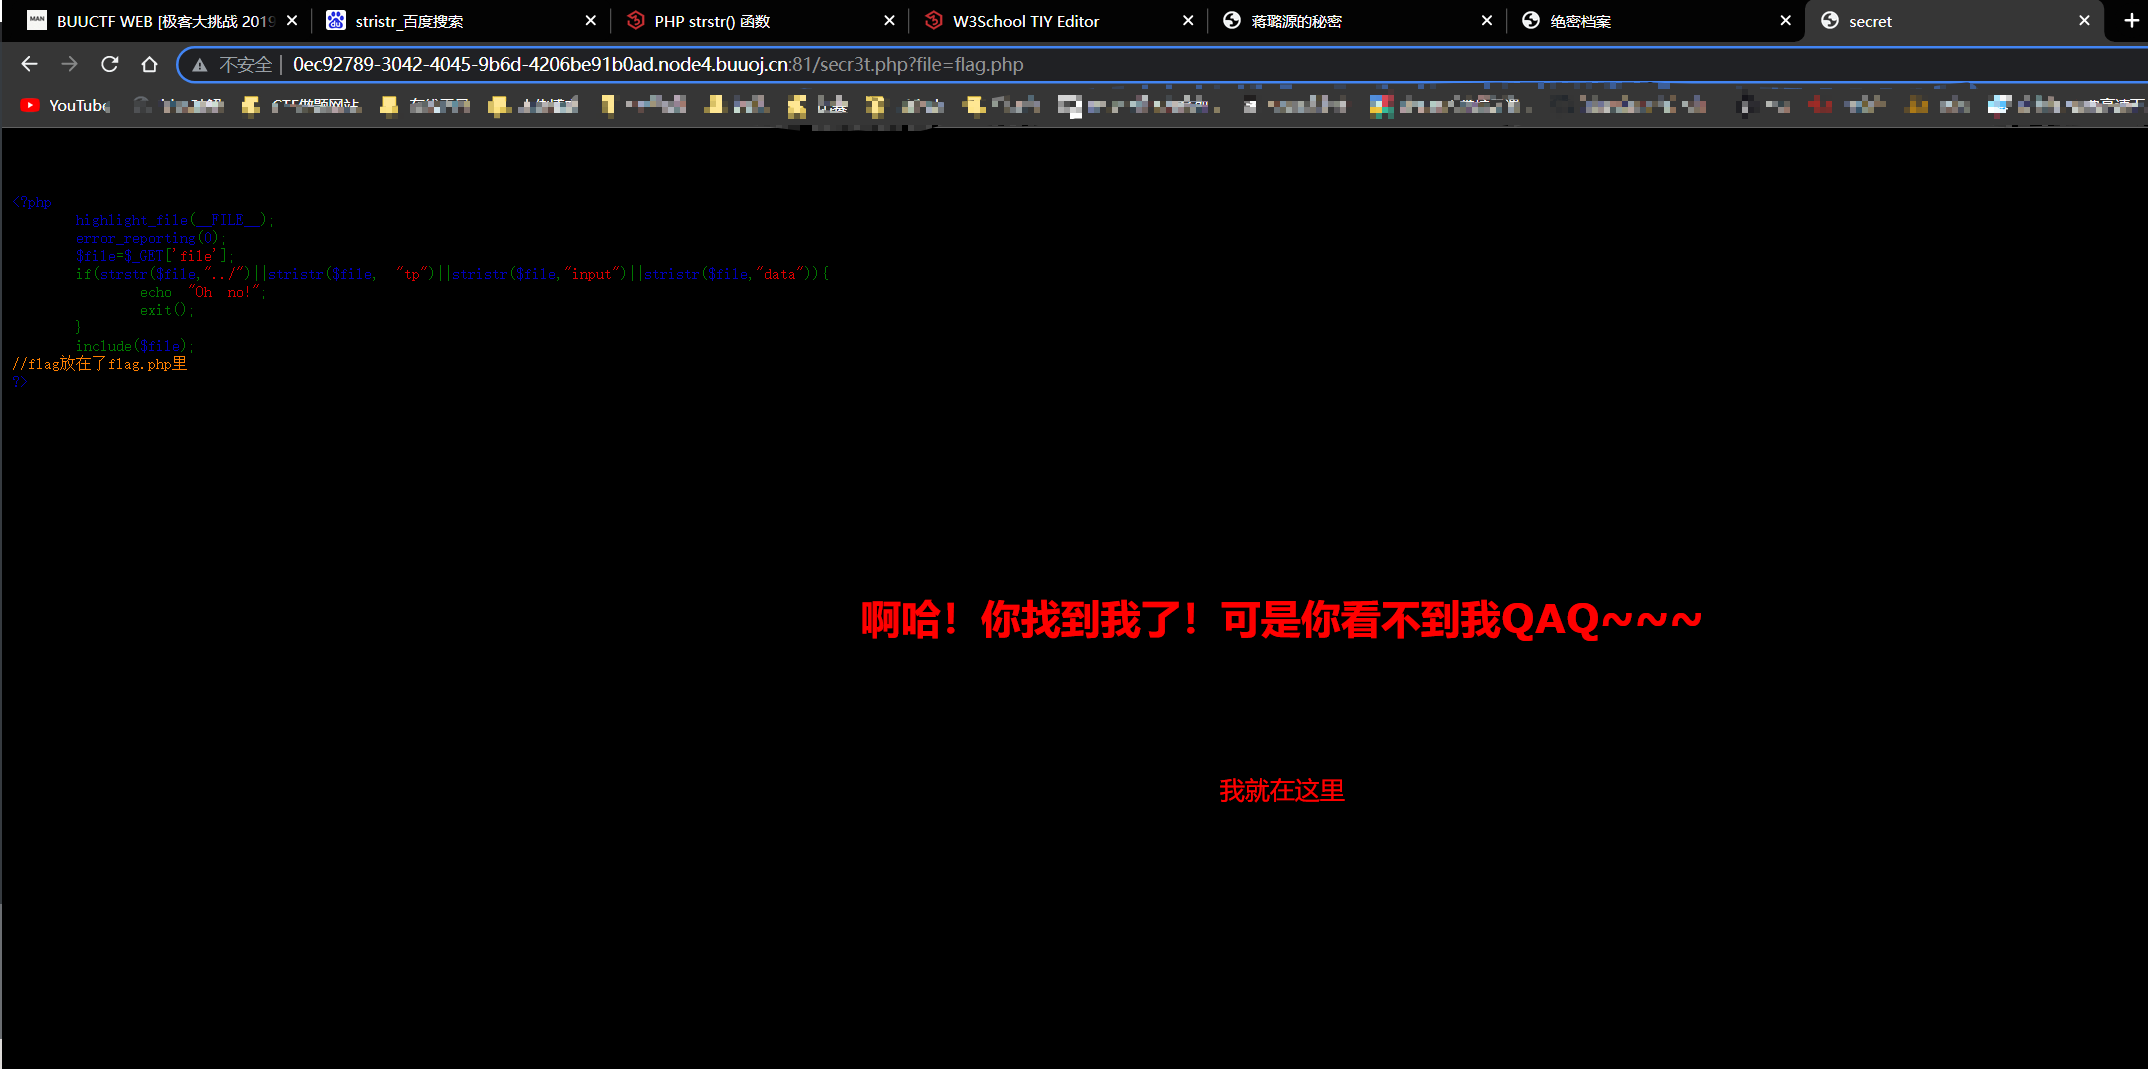 BUUCTF WEB [极客大挑战 2019
stristr_百度搜索
PHP strstr() 函数
W3School TIY Editor
蒋璐源的秘密
绝密档案
secret
不安全 | 0ec92789-3042-4045-9b6d-4206be91b0ad.node4.buuoj.cn:81/secr3t.php?file=flag.php
YouTube
<?php
highlight_file(__FILE__);
error_reporting(0);
$file=$_GET['file'];
if(strstr($file,"../")||stristr($file, "tp")||stristr($file,"input")||stristr($file,"data")){
echo "Oh no!";
exit();
}
include($file);
//flag放在了flag.php里
?>
啊哈！你找到我了！可是你看不到我QAQ~~~
我就在这里